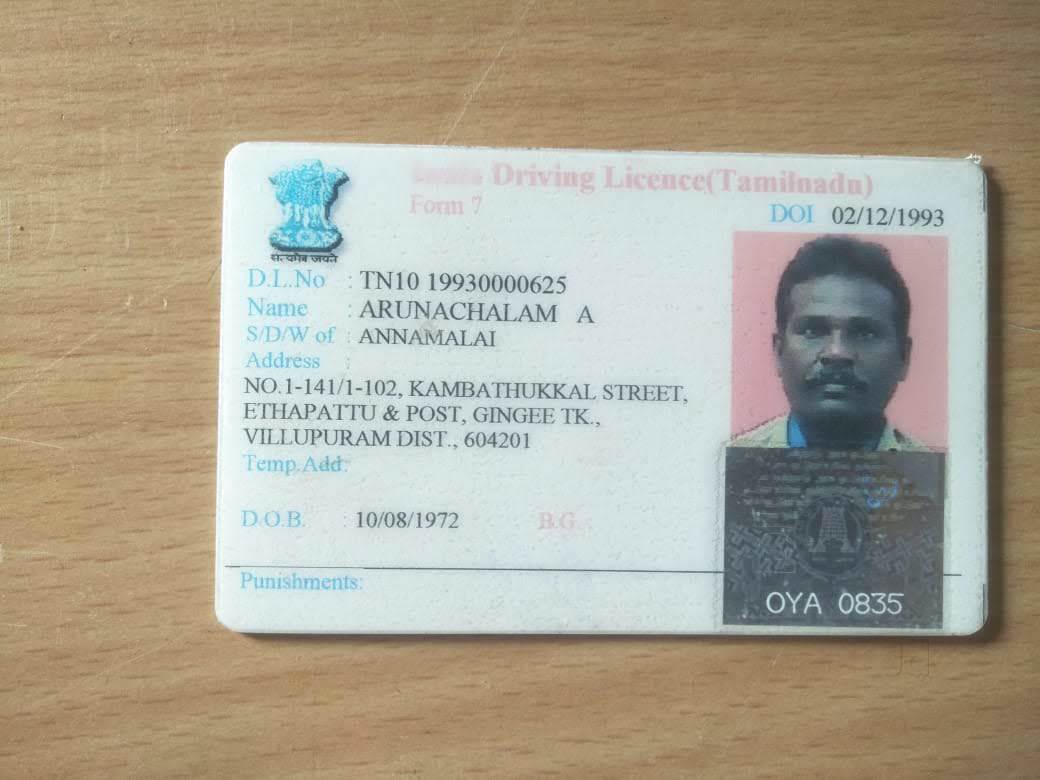 Driving Licence(Tamilnadu)
Form 7
DOI 02/12/1993
सत्यमेव जयते
D.L.No : TN10 19930000625
Name : ARUNACHALAM A
S/D/W of : ANNAMALAI
Address :
NO.1-141/1-102, KAMBATHUKKAL STREET,
ETHAPATTU & POST, GINGEE TK.,
VILLUPURAM DIST., 604201
Temp.Add:
D.O.B. : 10/08/1972 B.G. :
Punishments:
OYA 0835